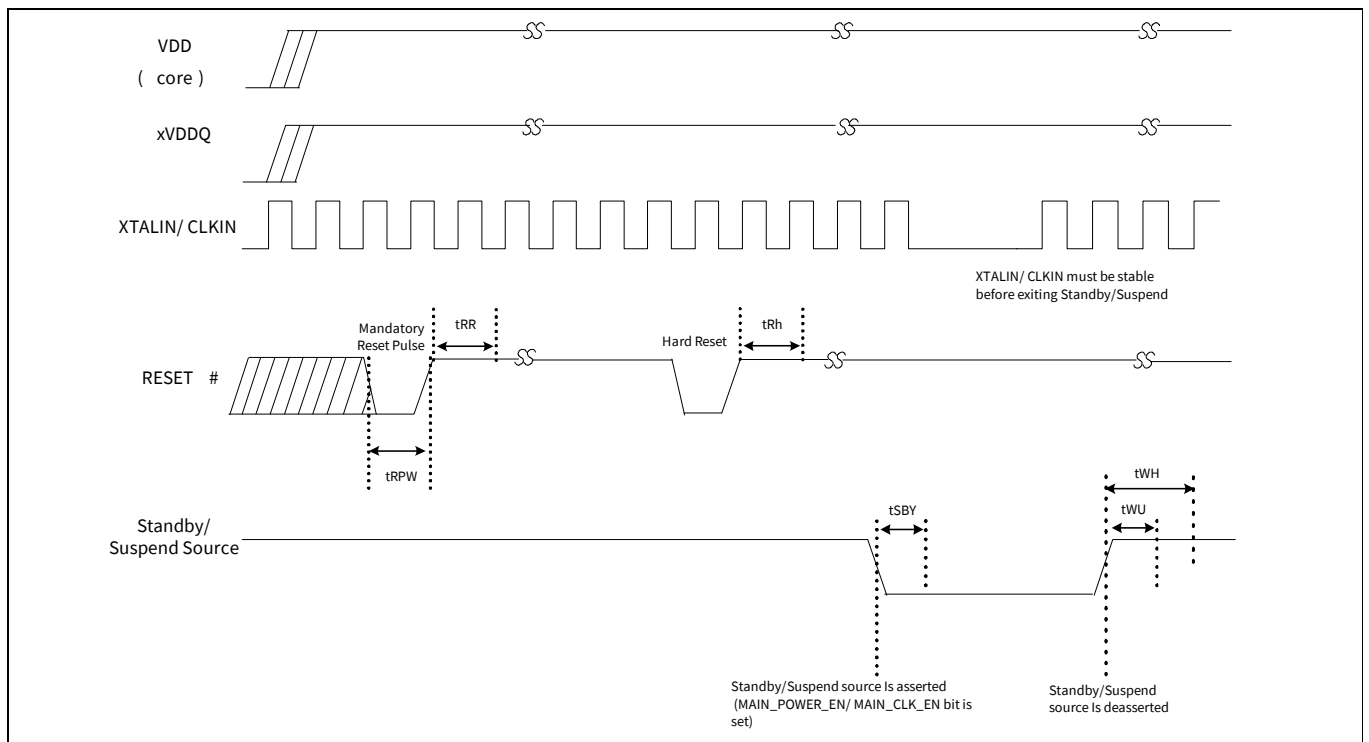 VDD
( core )
xVDDQ
XTALIN/ CLKIN
XTALIN/ CLKIN must be stable
before exiting Standby/Suspend
Mandatory
Reset Pulse
tRR
Hard Reset
tRh
RESET #
tRPW
tWH
tSBY
tWU
Standby/
Suspend Source
Standby/Suspend source Is asserted
(MAIN_POWER_EN/ MAIN_CLK_EN bit is
set)
Standby/Suspend
source Is deasserted